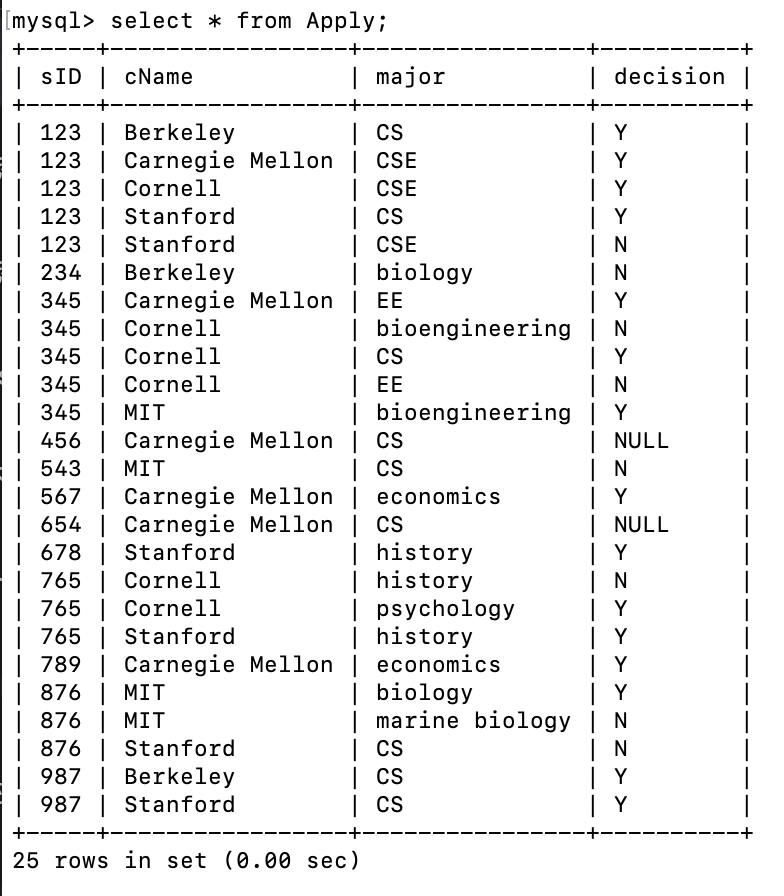 [mysql> select * from Apply;
+-----+-----------------+----------------+----------+
| sID | cName           | major          | decision |
+-----+-----------------+----------------+----------+
| 123 | Berkeley        | CS             | Y        |
| 123 | Carnegie Mellon | CSE            | Y        |
| 123 | Cornell         | CSE            | Y        |
| 123 | Stanford        | CS             | Y        |
| 123 | Stanford        | CSE            | N        |
| 234 | Berkeley        | biology        | N        |
| 345 | Carnegie Mellon | EE             | Y        |
| 345 | Cornell         | bioengineering | N        |
| 345 | Cornell         | CS             | Y        |
| 345 | Cornell         | EE             | N        |
| 345 | MIT             | bioengineering | Y        |
| 456 | Carnegie Mellon | CS             | NULL     |
| 543 | MIT             | CS             | N        |
| 567 | Carnegie Mellon | economics      | Y        |
| 654 | Carnegie Mellon | CS             | NULL     |
| 678 | Stanford        | history        | Y        |
| 765 | Cornell         | history        | N        |
| 765 | Cornell         | psychology     | Y        |
| 765 | Stanford        | history        | Y        |
| 789 | Carnegie Mellon | economics      | Y        |
| 876 | MIT             | biology        | Y        |
| 876 | MIT             | marine biology | N        |
| 876 | Stanford        | CS             | N        |
| 987 | Berkeley        | CS             | Y        |
| 987 | Stanford        | CS             | Y        |
+-----+-----------------+----------------+----------+
25 rows in set (0.00 sec)